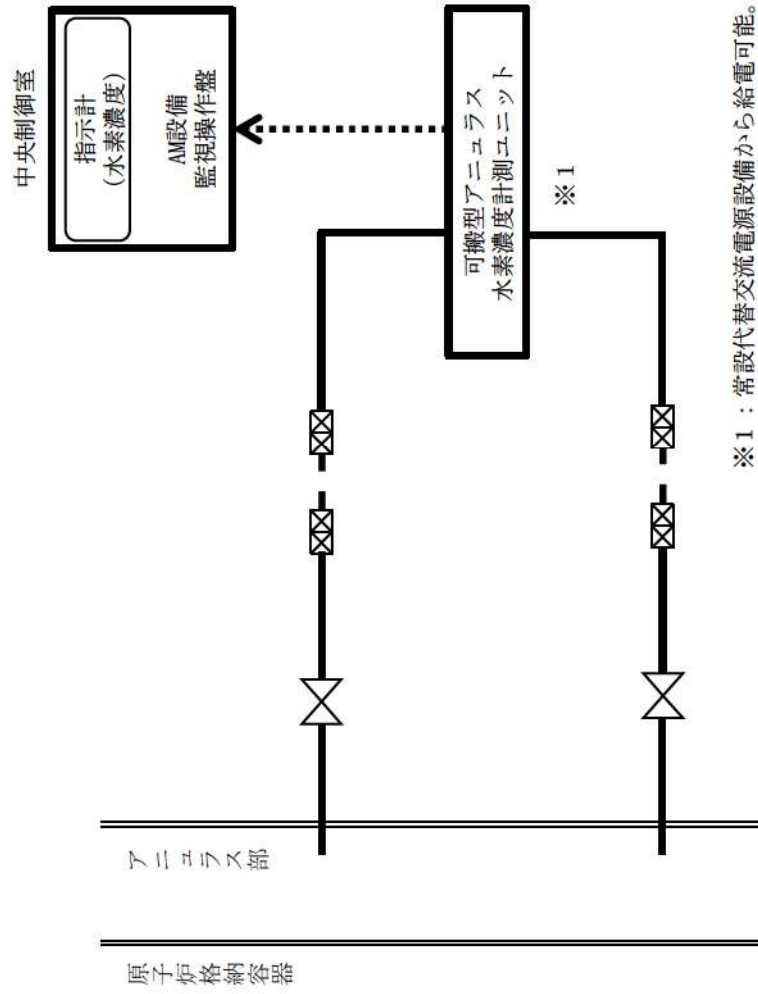 中央制御室
指示計
(水素濃度)
AM設備
監視操作盤
可搬型アニュラス
水素濃度計測ユニット
※1
アニュラス部
原子炉格納容器
※1：常設代替交流電源設備から給電可能。